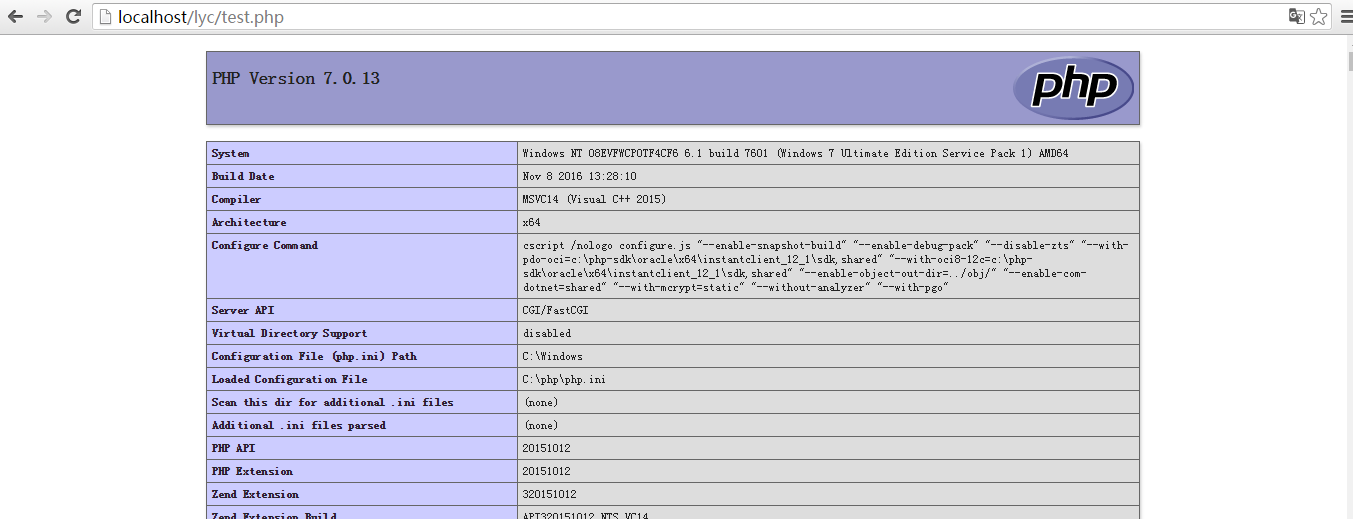 localhost/lyc/test.php
PHP Version 7.0.13
php
System Windows NT 08EVFWCPOTF4CF6 6.1 build 7601 (Windows 7 Ultimate Edition Service Pack 1) AMD64
Build Date Nov 8 2016 13:28:10
Compiler MSVC14 (Visual C++ 2015)
Architecture x64
Configure Command cscript /nologo configure.js "--enable-snapshot-build" "--enable-debug-pack" "--disable-zts" "--with-
pdo-oci=c:\php-sdk\oracle\x64\instantclient_12_1\sdk,shared" "--with-oci8-12c=c:\php-
sdk\oracle\x64\instantclient_12_1\sdk,shared" "--enable-object-out-dir=../obj/" "--enable-com-
dotnet=shared" "--with-mcrypt=static" "--without-analyzer" "--with-pgo"
Server API CGI/FastCGI
Virtual Directory Support disabled
Configuration File (php.ini) Path C:\Windows
Loaded Configuration File C:\php\php.ini
Scan this dir for additional .ini files (none)
Additional .ini files parsed (none)
PHP API 20151012
PHP Extension 20151012
Zend Extension 320151012
Zend Extension Build API320151012,NTS,VC14